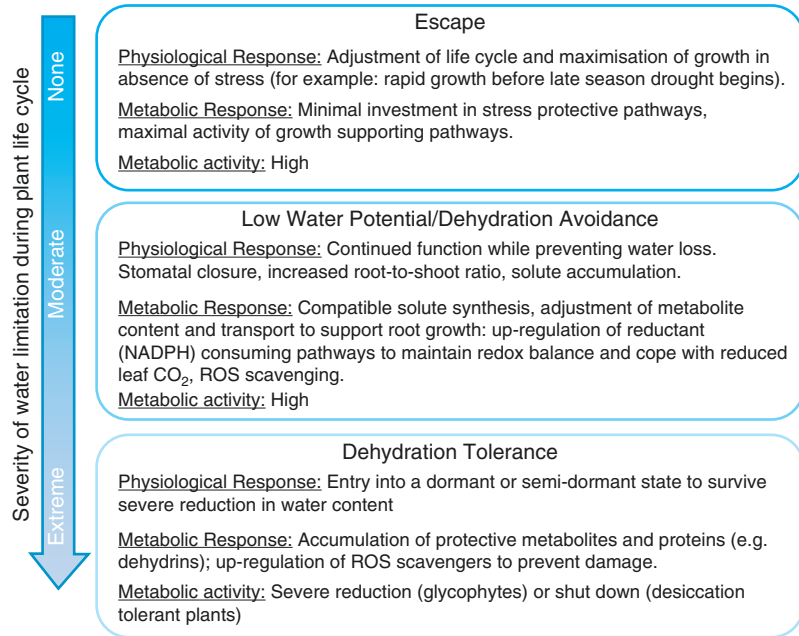 Severity of water limitation during plant life cycle
None
Moderate
Extreme
Escape
Physiological Response: Adjustment of life cycle and maximisation of growth in
absence of stress (for example: rapid growth before late season drought begins).
Metabolic Response: Minimal investment in stress protective pathways,
maximal activity of growth supporting pathways.
Metabolic activity: High
Low Water Potential/Dehydration Avoidance
Physiological Response: Continued function while preventing water loss.
Stomatal closure, increased root-to-shoot ratio, solute accumulation.
Metabolic Response: Compatible solute synthesis, adjustment of metabolite
content and transport to support root growth: up-regulation of reductant
(NADPH) consuming pathways to maintain redox balance and cope with reduced
leaf CO₂, ROS scavenging.
Metabolic activity: High
Dehydration Tolerance
Physiological Response: Entry into a dormant or semi-dormant state to survive
severe reduction in water content
Metabolic Response: Accumulation of protective metabolites and proteins (e.g.
dehydrins); up-regulation of ROS scavengers to prevent damage.
Metabolic activity: Severe reduction (glycophytes) or shut down (desiccation
tolerant plants)